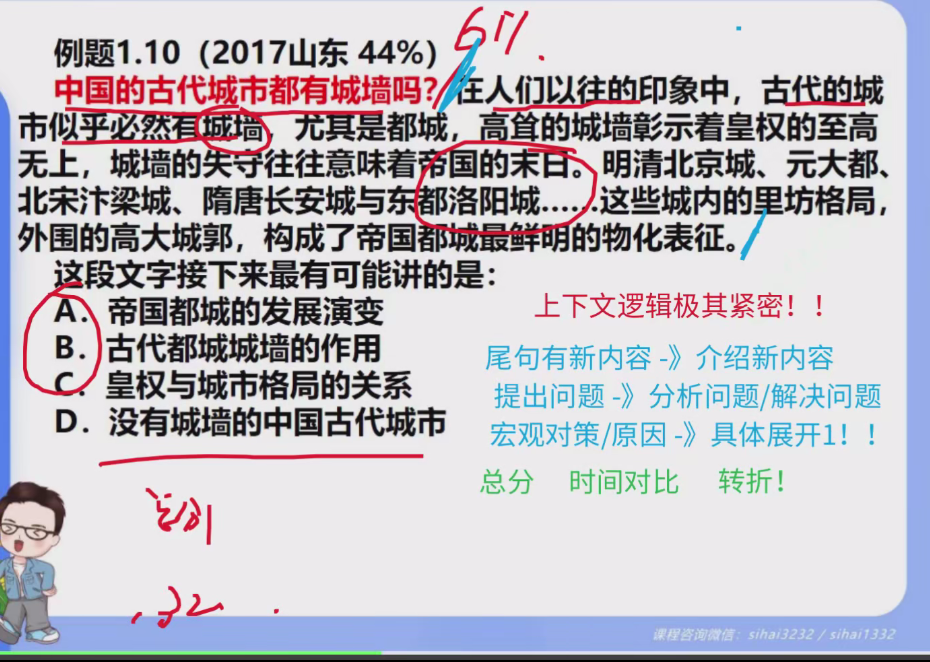 例题1.10（2017山东 44%）
中国的古代城市都有城墙吗？在人们以往的印象中，古代的城
市似乎必然有城墙，尤其是都城，高耸的城墙彰示着皇权的至高
无上，城墙的失守往往意味着帝国的末日。明清北京城、元大都、
北宋汴梁城、隋唐长安城与东都洛阳城……这些城内的里坊格局，
外围的高大城郭，构成了帝国都城最鲜明的物化表征。
这段文字接下来最有可能讲的是：
A．帝国都城的发展演变
B．古代都城城墙的作用
C．皇权与城市格局的关系
D．没有城墙的中国古代城市
上下文逻辑极其紧密！！
尾句有新内容 -》介绍新内容
提出问题 -》分析问题/解决问题
宏观对策/原因 -》具体展开1！！
总分 时间对比 转折！
课程咨询微信：sihai3232 / sihai1332